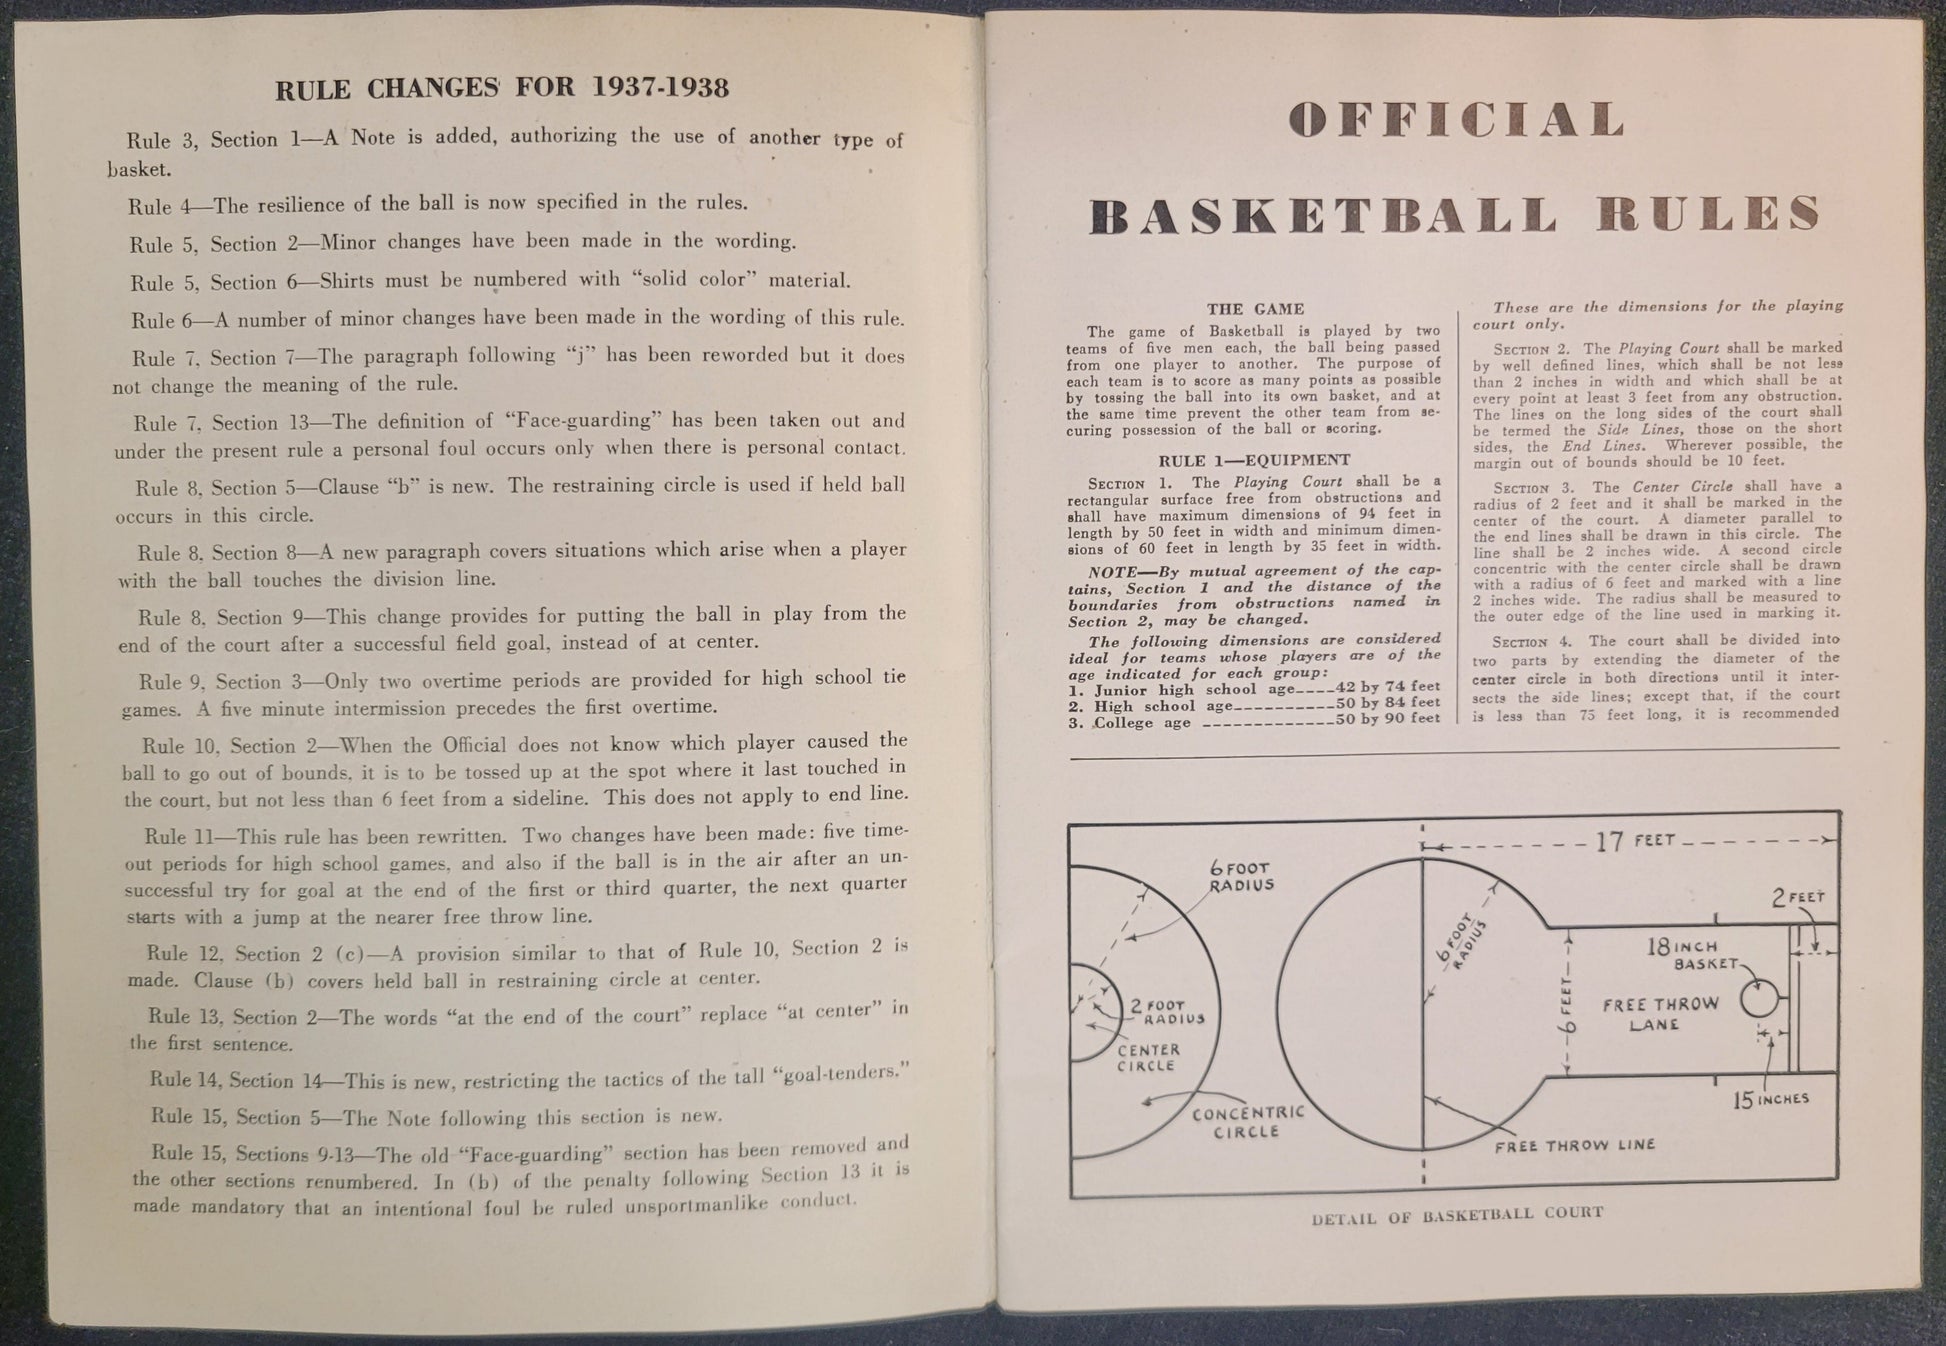 RULE CHANGES FOR 1937-1938
Rule 3, Section 1—A Note is added, authorizing the use of another type of
basket.
Rule 4—The resilience of the ball is now specified in the rules.
Rule 5, Section 2—Minor changes have been made in the wording.
Rule 5, Section 6—Shirts must be numbered with “solid color” material.
Rule 6—A number of minor changes have been made in the wording of this rule.
Rule 7, Section 7—The paragraph following “j” has been reworded but it does
not change the meaning of the rule.
Rule 7, Section 13—The definition of “Face-guarding” has been taken out and
under the present rule a personal foul occurs only when there is personal contact.
Rule 8, Section 5—Clause “b” is new. The restraining circle is used if held ball
occurs in this circle.
Rule 8, Section 8—A new paragraph covers situations which arise when a player
with the ball touches the division line.
Rule 8, Section 9—This change provides for putting the ball in play from the
end of the court after a successful field goal, instead of at center.
Rule 9, Section 3—Only two overtime periods are provided for high school tie
games. A five minute intermission precedes the first overtime.
Rule 10, Section 2—When the Official does not know which player caused the
ball to go out of bounds, it is to be tossed up at the spot where it last touched in
the court, but not less than 6 feet from a sideline. This does not apply to end line.
Rule 11—This rule has been rewritten. Two changes have been made: five time-
out periods for high school games, and also if the ball is in the air after an un-
successful try for goal at the end of the first or third quarter, the next quarter
starts with a jump at the nearer free throw line.
Rule 12, Section 2 (c)—A provision similar to that of Rule 10, Section 2 is
made. Clause (b) covers held ball in restraining circle at center.
Rule 13, Section 2—The words “at the end of the court” replace “at center” in
the first sentence.
Rule 14, Section 14—This is new, restricting the tactics of the tall “goal-tenders.”
Rule 15, Section 5—The Note following this section is new.
Rule 15, Sections 9-13—The old “Face-guarding” section has been removed and
the other sections renumbered. In (b) of the penalty following Section 13 it is
made mandatory that an intentional foul be ruled unsportmanlike conduct.
OFFICIAL
BASKETBALL RULES
THE GAME
The game of Basketball is played by two
teams of five men each, the ball being passed
from one player to another. The purpose of
each team is to score as many points as possible
by tossing the ball into its own basket, and at
the same time prevent the other team from se-
curing possession of the ball or scoring.
RULE 1—EQUIPMENT
SECTION 1. The Playing Court shall be a
rectangular surface free from obstructions and
shall have maximum dimensions of 94 feet in
length by 50 feet in width and minimum dimen-
sions of 60 feet in length by 35 feet in width.
NOTE—By mutual agreement of the cap-
tains, Section 1 and the distance of the
boundaries from obstructions named in
Section 2, may be changed.
The following dimensions are considered
ideal for teams whose players are of the
age indicated for each group:
1. Junior high school age----42 by 74 feet
2. High school age----------50 by 84 feet
3. College age -------------50 by 90 feet
These are the dimensions for the playing
court only.
SECTION 2. The Playing Court shall be marked
by well defined lines, which shall be not less
than 2 inches in width and which shall be at
every point at least 3 feet from any obstruction.
The lines on the long sides of the court shall
be termed the Side Lines, those on the short
sides, the End Lines. Wherever possible, the
margin out of bounds should be 10 feet.
SECTION 3. The Center Circle shall have a
radius of 2 feet and it shall be marked in the
center of the court. A diameter parallel to
the end lines shall be drawn in this circle. The
line shall be 2 inches wide. A second circle
concentric with the center circle shall be drawn
with a radius of 6 feet and marked with a line
2 inches wide. The radius shall be measured to
the outer edge of the line used in marking it.
SECTION 4. The court shall be divided into
two parts by extending the diameter of the
center circle in both directions until it inter-
sects the side lines; except that, if the court
is less than 75 feet long, it is recommended
17 FEET
6 FOOT
RADIUS
2 FEET
6 FOOT
RADIUS
18 INCH
BASKET
6 FEET
FREE THROW
LANE
2 FOOT
RADIUS
CENTER
CIRCLE
15 INCHES
CONCENTRIC
CIRCLE
FREE THROW LINE
DETAIL OF BASKETBALL COURT